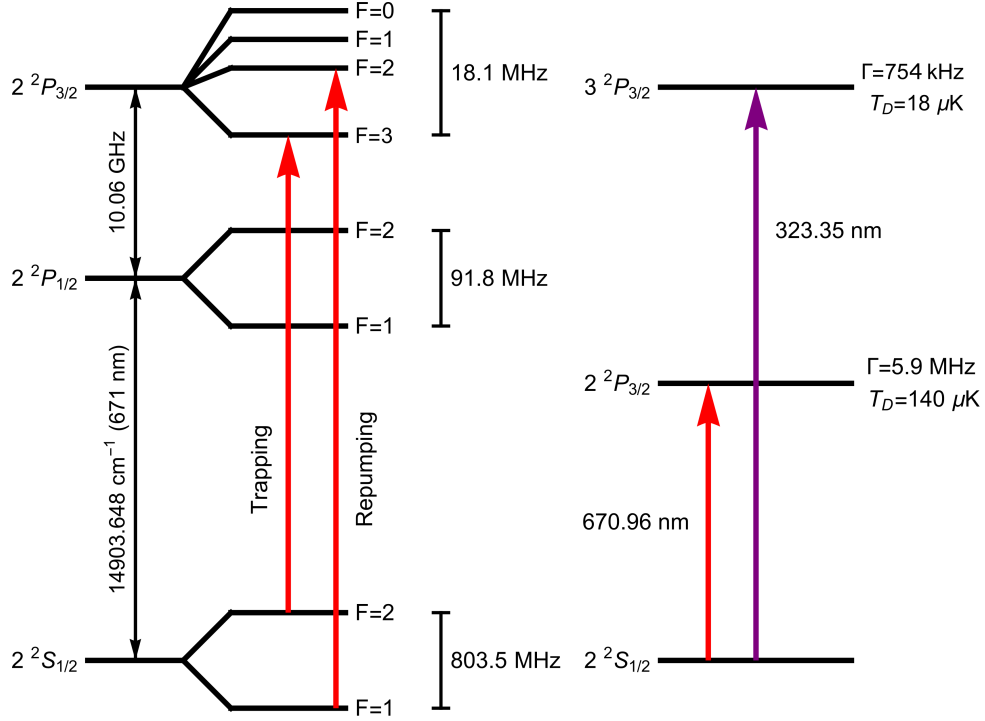 F=0
F=1
F=2
F=3
2 ²P₃/₂
18.1 MHz
10.06 GHz
F=2
2 ²P₁/₂
91.8 MHz
F=1
14903.648 cm⁻¹ (671 nm)
Trapping
Repumping
F=2
2 ²S₁/₂
803.5 MHz
F=1
3 ²P₃/₂
Γ=754 kHz
T_D=18 μK
323.35 nm
2 ²P₃/₂
Γ=5.9 MHz
T_D=140 μK
670.96 nm
2 ²S₁/₂